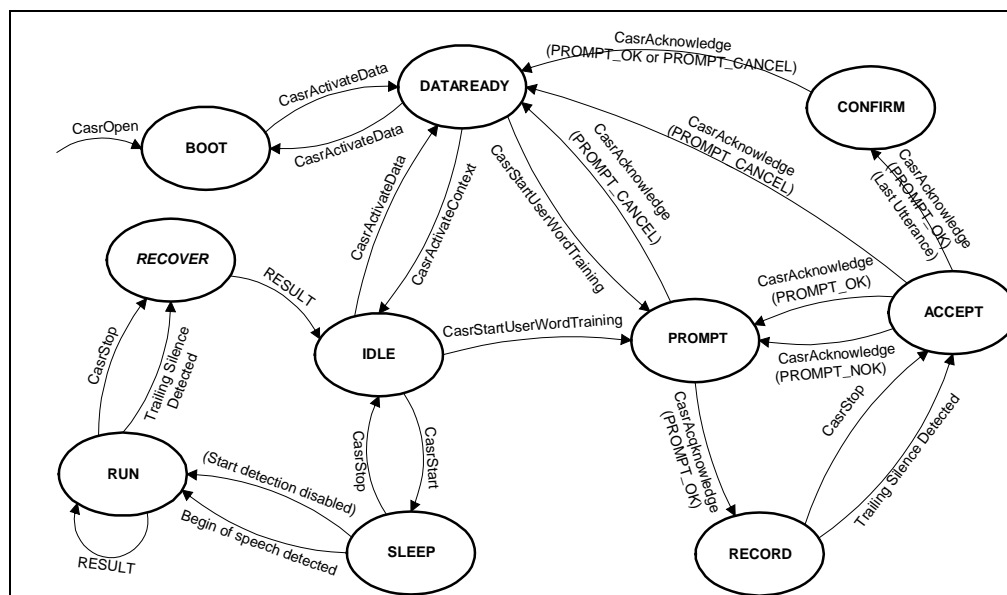 CasrOpen
BOOT
CasrActivateData
CasrActivateData
DATAREADY
CasrAcknowledge
(PROMPT_OK or PROMPT_CANCEL)
CONFIRM
CasrAcknowledge
(PROMPT_CANCEL)
CasrAcknowledge
(PROMPT_OK)
(Last Utterance)
CasrActivateData
CasrActivateContext
CasrStartUserWordTraining
CasrAcknowledge
(PROMPT_CANCEL)
RECOVER
RESULT
IDLE
CasrStartUserWordTraining
PROMPT
CasrAcknowledge
(PROMPT_OK)
ACCEPT
CasrAcknowledge
(PROMPT_NOK)
CasrStop
Trailing Silence
Detected
RUN
RESULT
(Start detection disabled)
Begin of speech detected
CasrStop
CasrStart
SLEEP
CasrAcqknowledge
(PROMPT_OK)
RECORD
CasrStop
Trailing Silence Detected